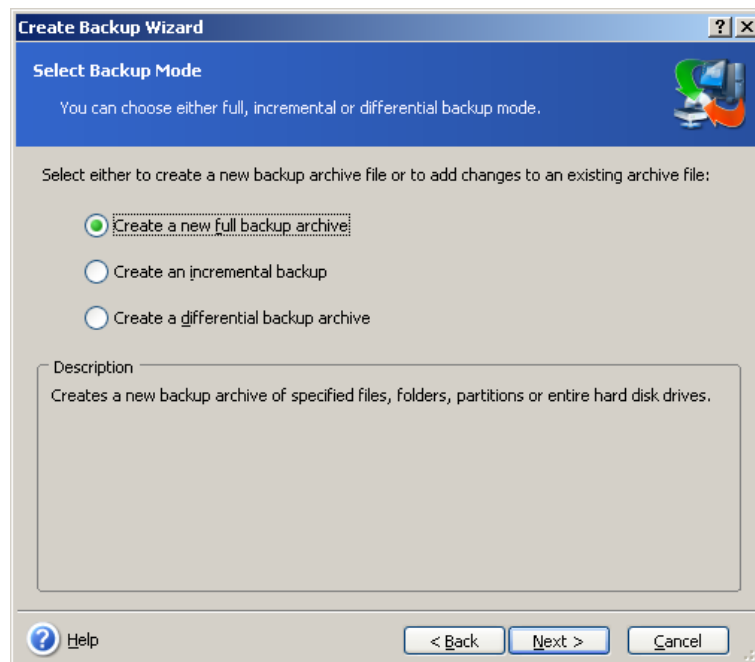 Create Backup Wizard
Select Backup Mode
You can choose either full, incremental or differential backup mode.
Select either to create a new backup archive file or to add changes to an existing archive file:
Create a new full backup archive
Create an incremental backup
Create a differential backup archive
Description
Creates a new backup archive of specified files, folders, partitions or entire hard disk drives.
Help
< Back
Next >
Cancel